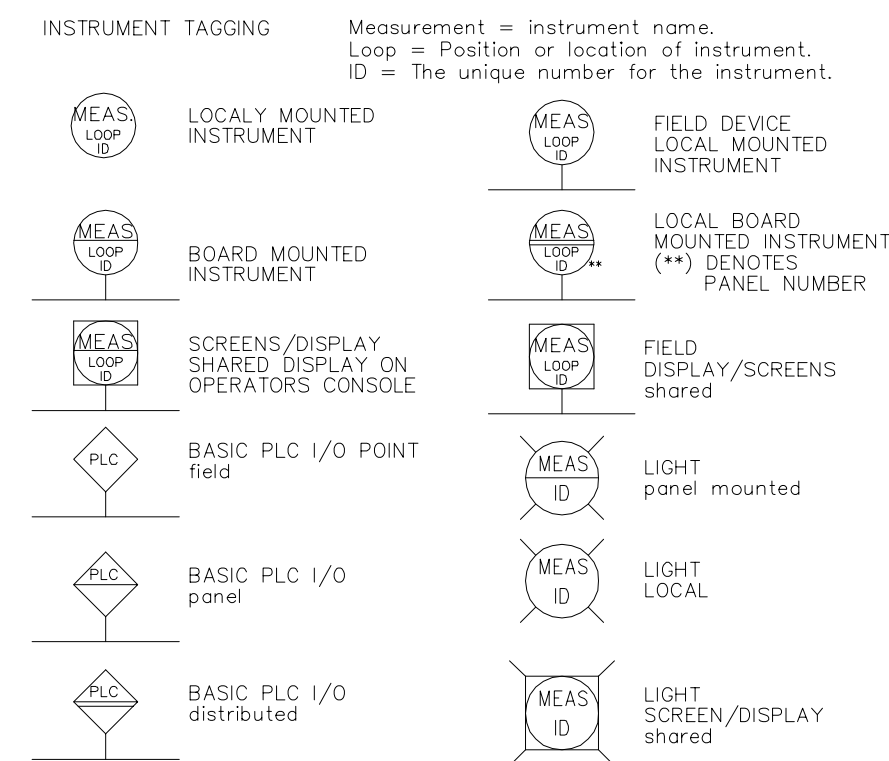 INSTRUMENT TAGGING
Measurement = instrument name.
Loop = Position or location of instrument.
ID = The unique number for the instrument.
MEAS.
LOOP
ID
LOCALY MOUNTED
INSTRUMENT
MEAS
LOOP
ID
FIELD DEVICE
LOCAL MOUNTED
INSTRUMENT
MEAS
LOOP
ID
BOARD MOUNTED
INSTRUMENT
MEAS
LOOP
ID
**
LOCAL BOARD
MOUNTED INSTRUMENT
(**) DENOTES
PANEL NUMBER
MEAS
LOOP
ID
SCREENS/DISPLAY
SHARED DISPLAY ON
OPERATORS CONSOLE
MEAS
LOOP
ID
FIELD
DISPLAY/SCREENS
shared
PLC
BASIC PLC I/O POINT
field
MEAS
ID
LIGHT
panel mounted
PLC
BASIC PLC I/O
panel
MEAS
ID
LIGHT
LOCAL
PLC
BASIC PLC I/O
distributed
MEAS
ID
LIGHT
SCREEN/DISPLAY
shared